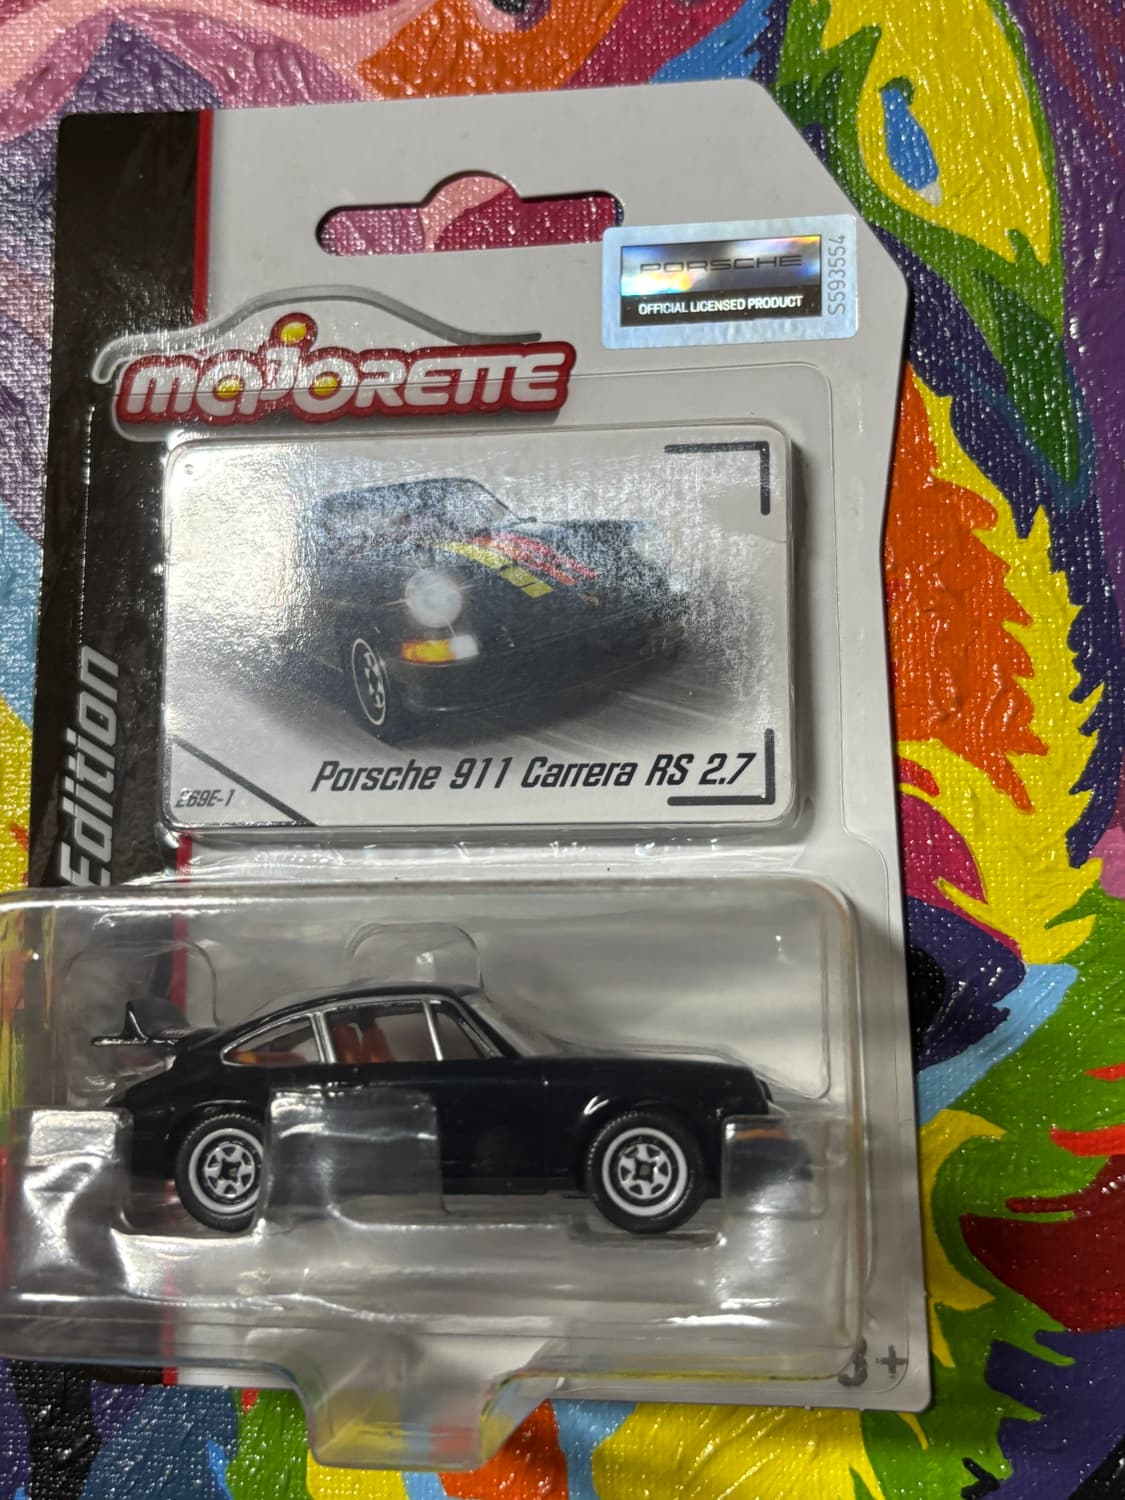 PORSCHE
OFFICIAL LICENSED PRODUCT
S593554
MAJORETTE
Porsche 911 Carrera RS 2.7
269E-1
Edition
3+